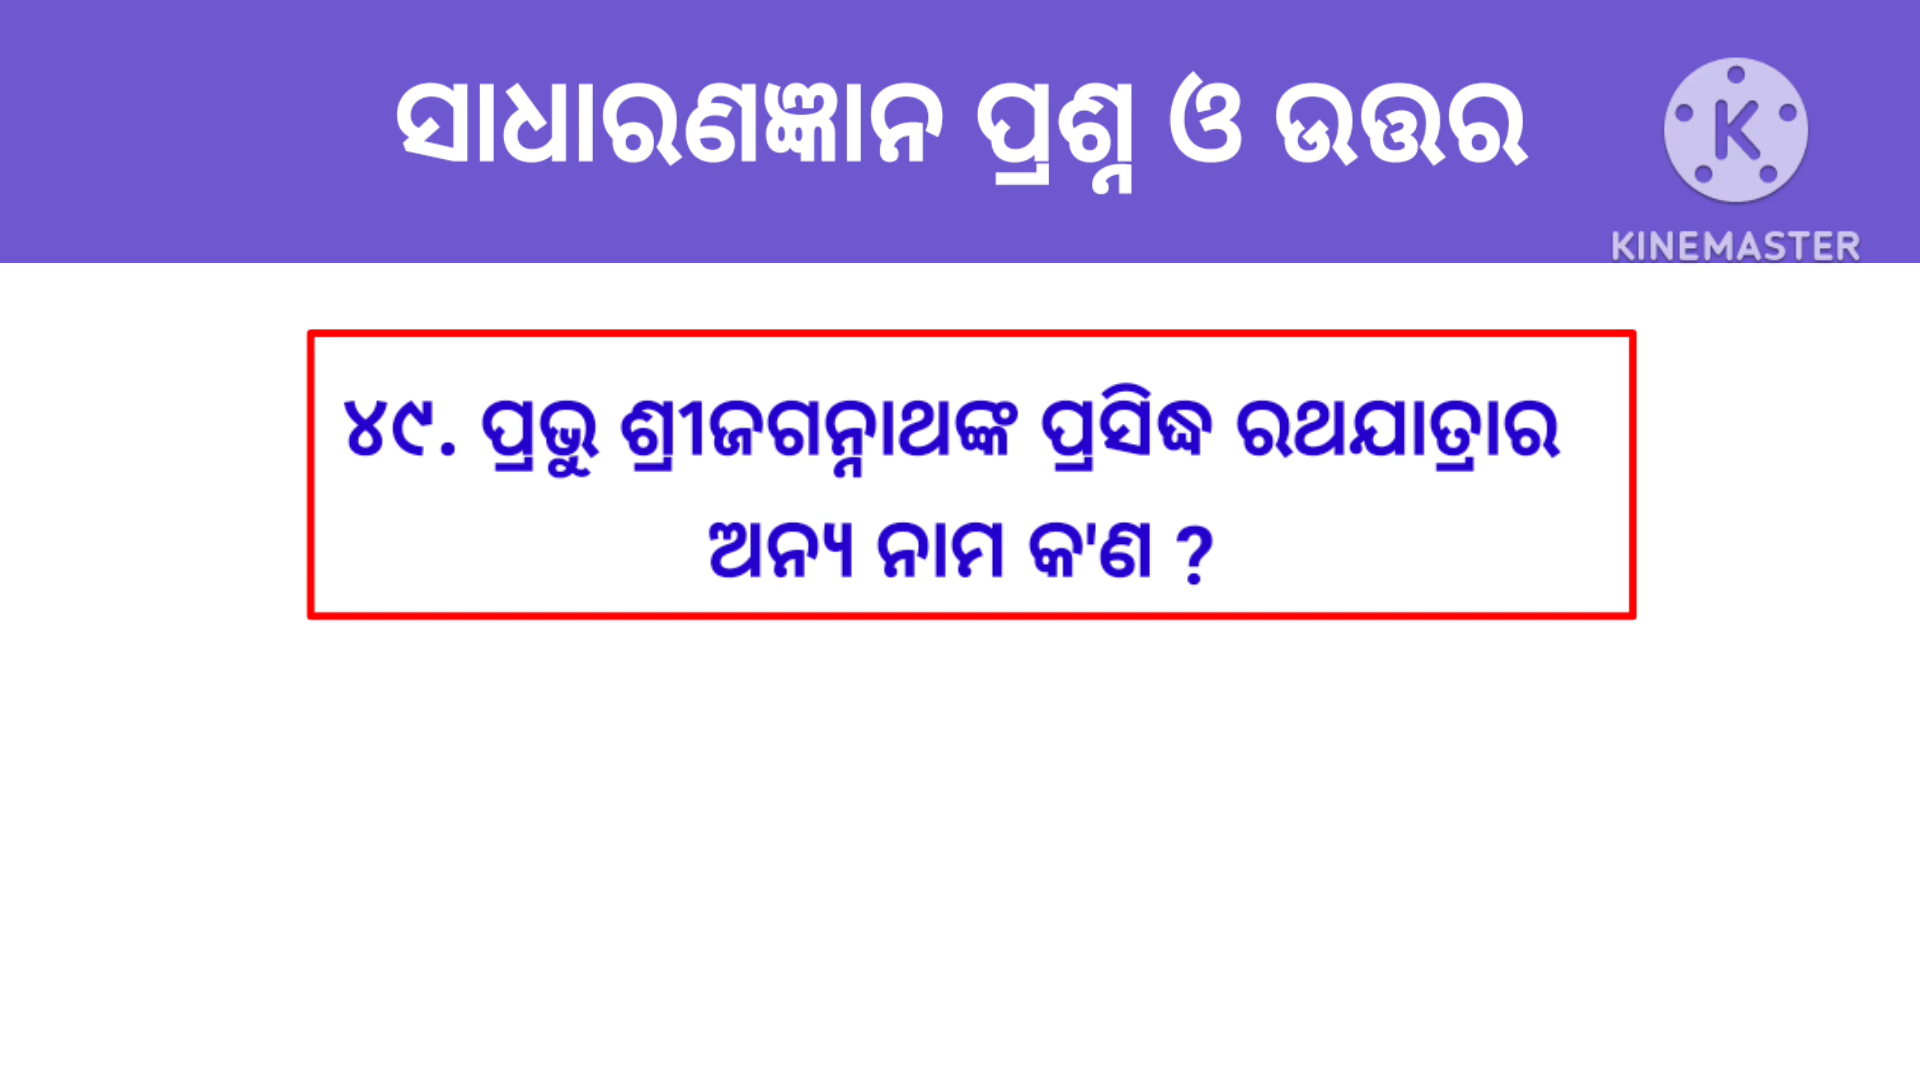 ସାଧାରଣଜ୍ଞାନ ପ୍ରଶ୍ନ ଓ ଉତ୍ତର
K
KINEMASTER
୪୯. ପ୍ରଭୁ ଶ୍ରୀଜଗନ୍ନାଥଙ୍କ ପ୍ରସିଦ୍ଧ ରଥଯାତ୍ରାର
ଅନ୍ୟ ନାମ କ'ଣ ?